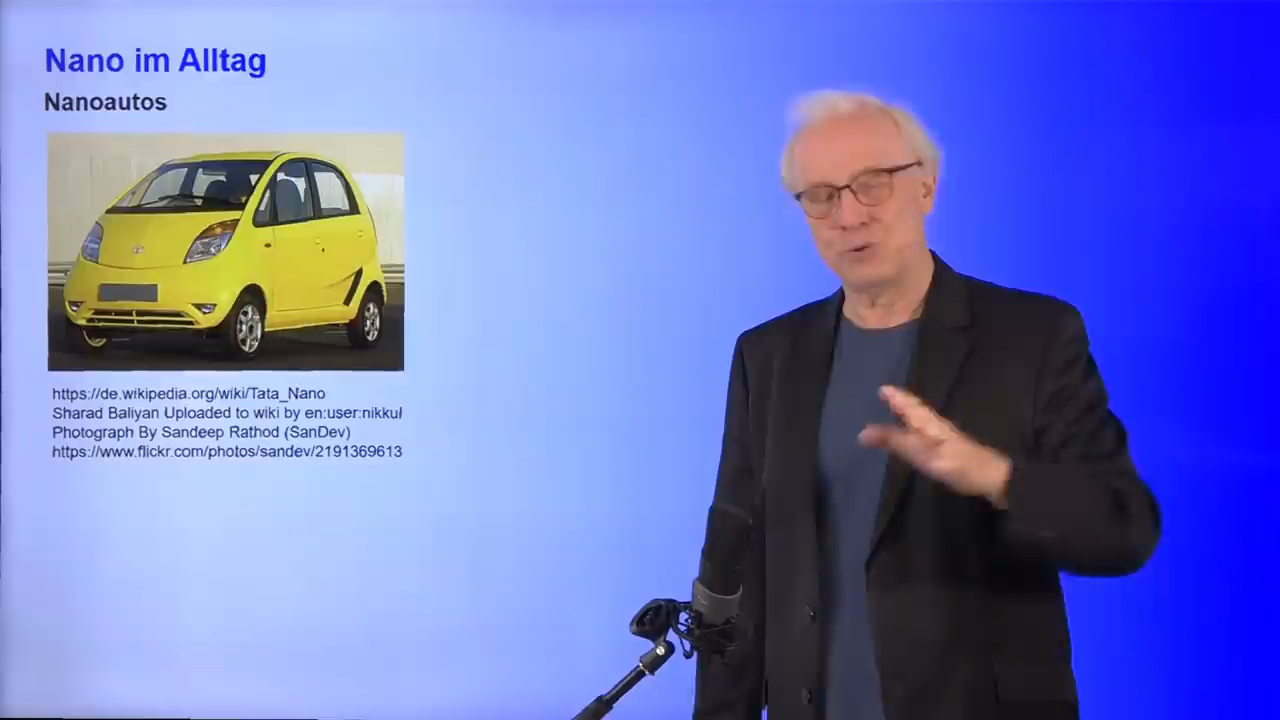 Nano im Alltag
Nanoautos
https://de.wikipedia.org/wiki/Tata_Nano
Sharad Baliyan Uploaded to wiki by en:user:nikkul
Photograph By Sandeep Rathod (SanDev)
https://www.flickr.com/photos/sandev/2191369613